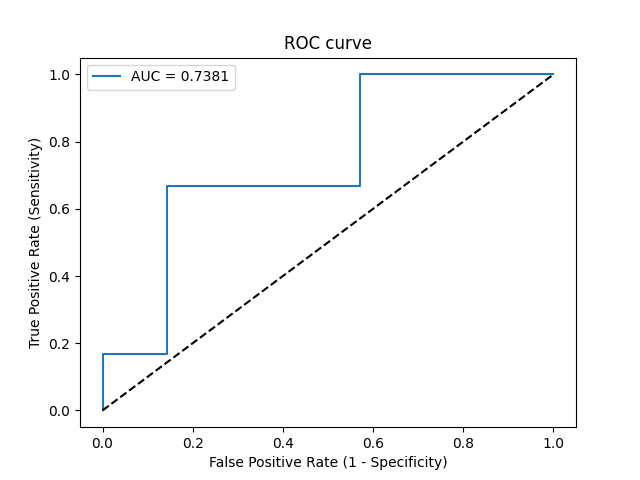 ROC curve
AUC = 0.7381
1.0
0.8
0.6
0.4
0.2
0.0
True Positive Rate (Sensitivity)
0.0 0.2 0.4 0.6 0.8 1.0
False Positive Rate (1 - Specificity)